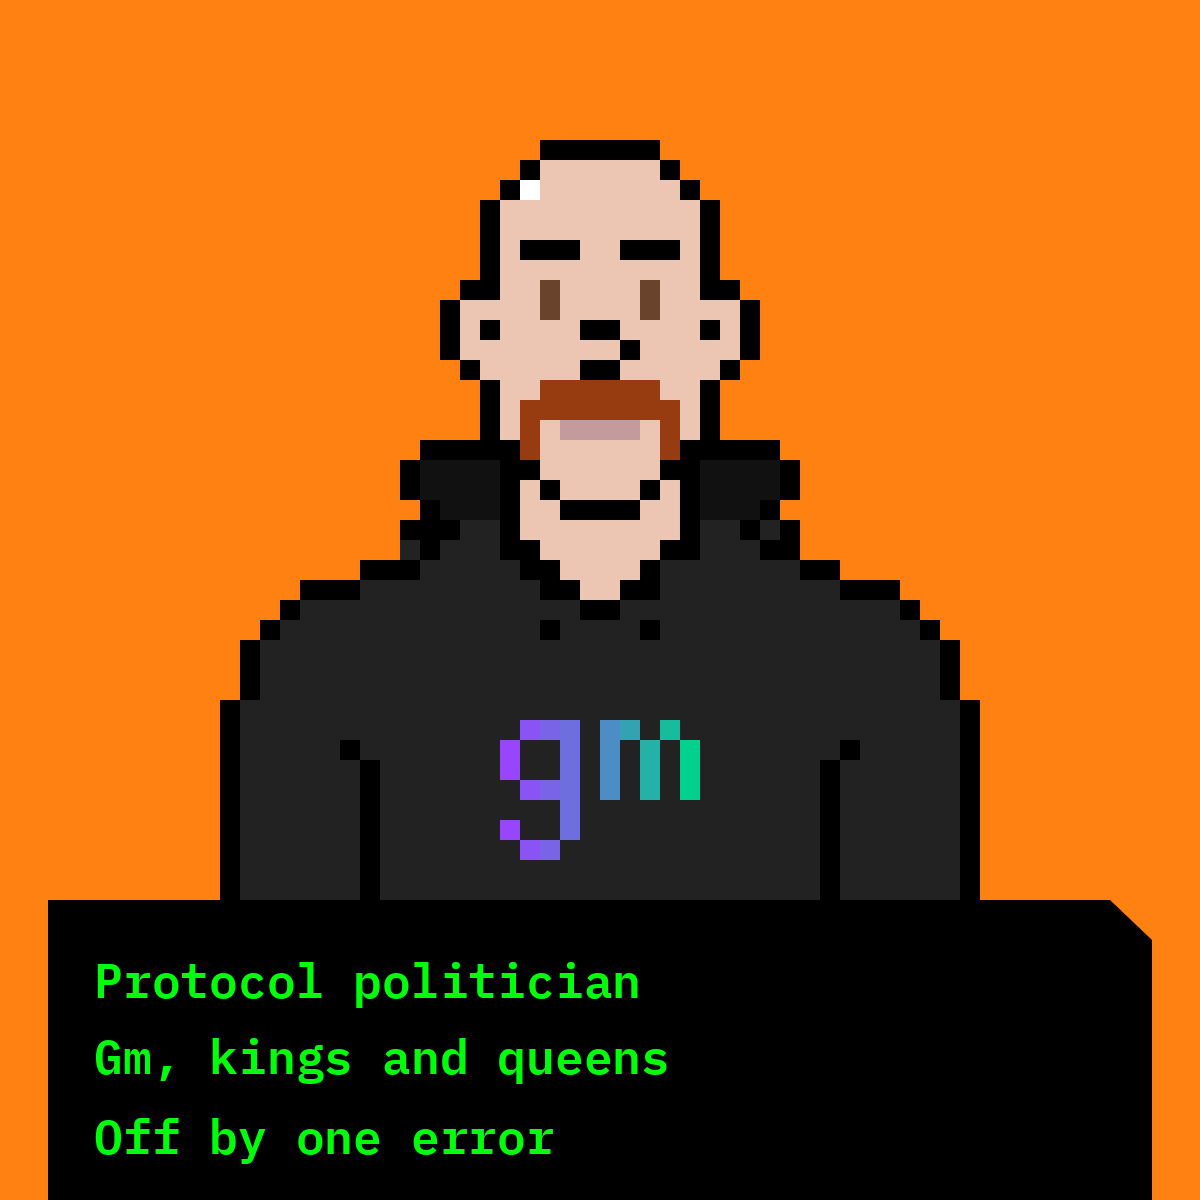 gm
Protocol politician
Gm, kings and queens
Off by one error